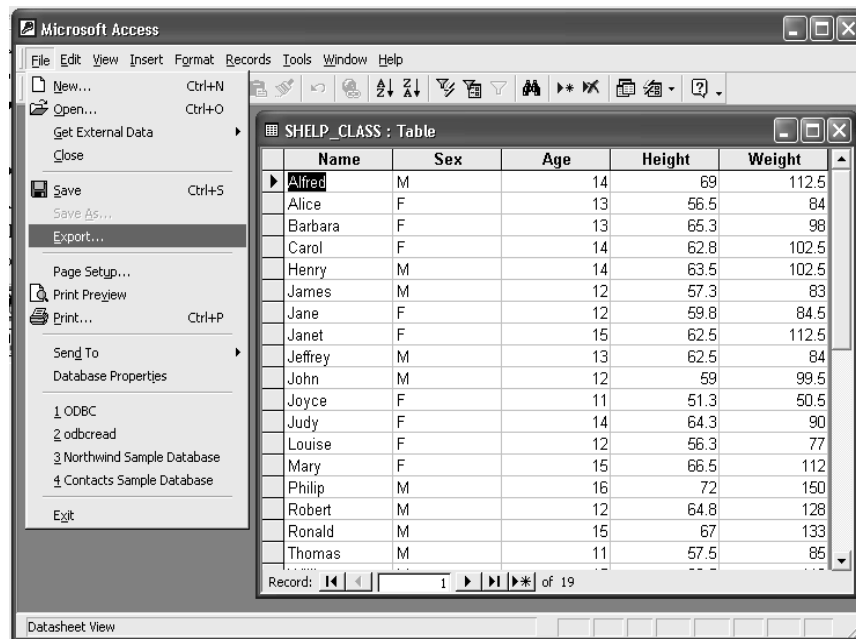 Microsoft Access
File Edit View Insert Format Records Tools Window Help
New... Ctrl+N
Open... Ctrl+O
Get External Data
Close
Save Ctrl+S
Save As...
Export...
Page Setup...
Print Preview
Print... Ctrl+P
Send To
Database Properties
1 ODBC
2 odbcread
3 Northwind Sample Database
4 Contacts Sample Database
Exit
SHELP_CLASS : Table
Name Sex Age Height Weight
Alfred M 14 69 112.5
Alice F 13 56.5 84
Barbara F 13 65.3 98
Carol F 14 62.8 102.5
Henry M 14 63.5 102.5
James M 12 57.3 83
Jane F 12 59.8 84.5
Janet F 15 62.5 112.5
Jeffrey M 13 62.5 84
John M 12 59 99.5
Joyce F 11 51.3 50.5
Judy F 14 64.3 90
Louise F 12 56.3 77
Mary F 15 66.5 112
Philip M 16 72 150
Robert M 12 64.8 128
Ronald M 15 67 133
Thomas M 11 57.5 85
Record: 1 of 19
Datasheet View